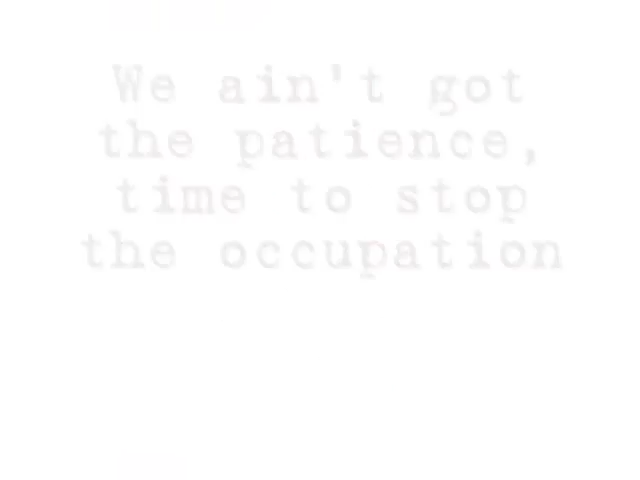 We ain't got
the patience,
time to stop
the occupation